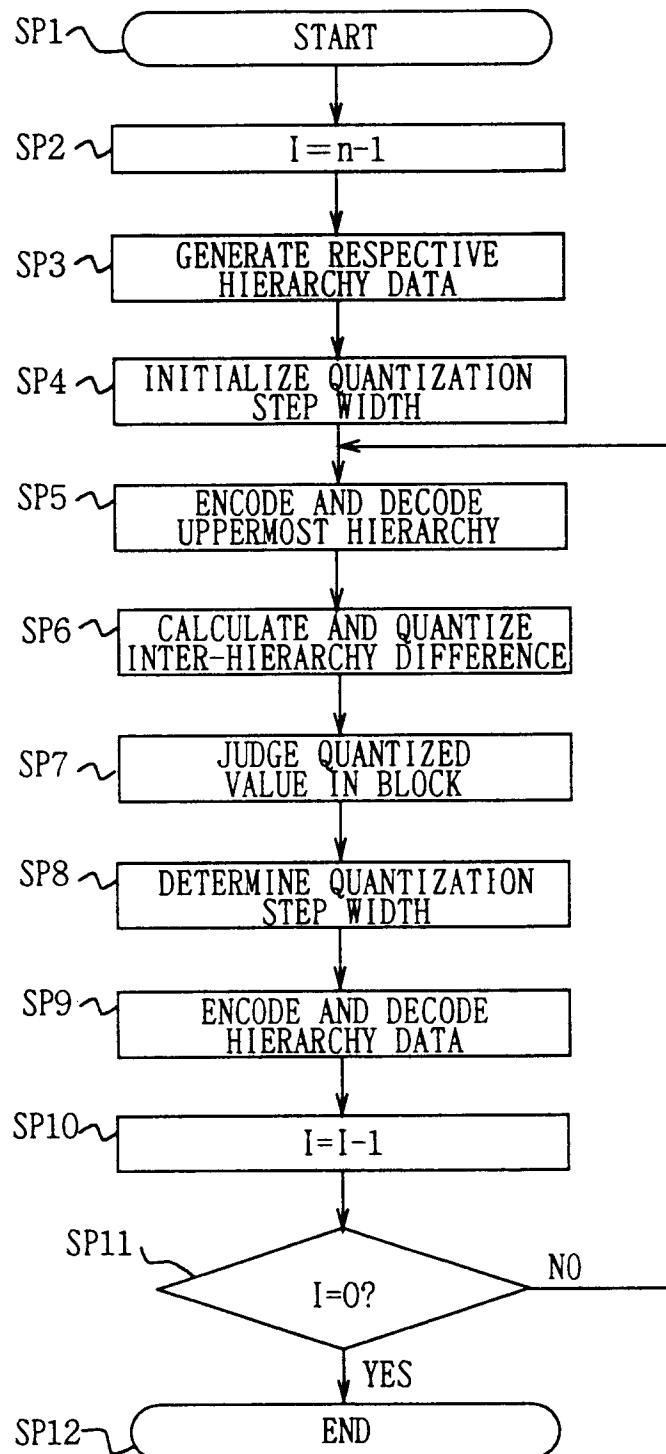 SP1
START
SP2
I=n-1
SP3
GENERATE RESPECTIVE
HIERARCHY DATA
SP4
INITIALIZE QUANTIZATION
STEP WIDTH
SP5
ENCODE AND DECODE
UPPERMOST HIERARCHY
SP6
CALCULATE AND QUANTIZE
INTER-HIERARCHY DIFFERENCE
SP7
JUDGE QUANTIZED
VALUE IN BLOCK
SP8
DETERMINE QUANTIZATION
STEP WIDTH
SP9
ENCODE AND DECODE
HIERARCHY DATA
SP10
I=I-1
SP11
I=0?
NO
YES
SP12
END